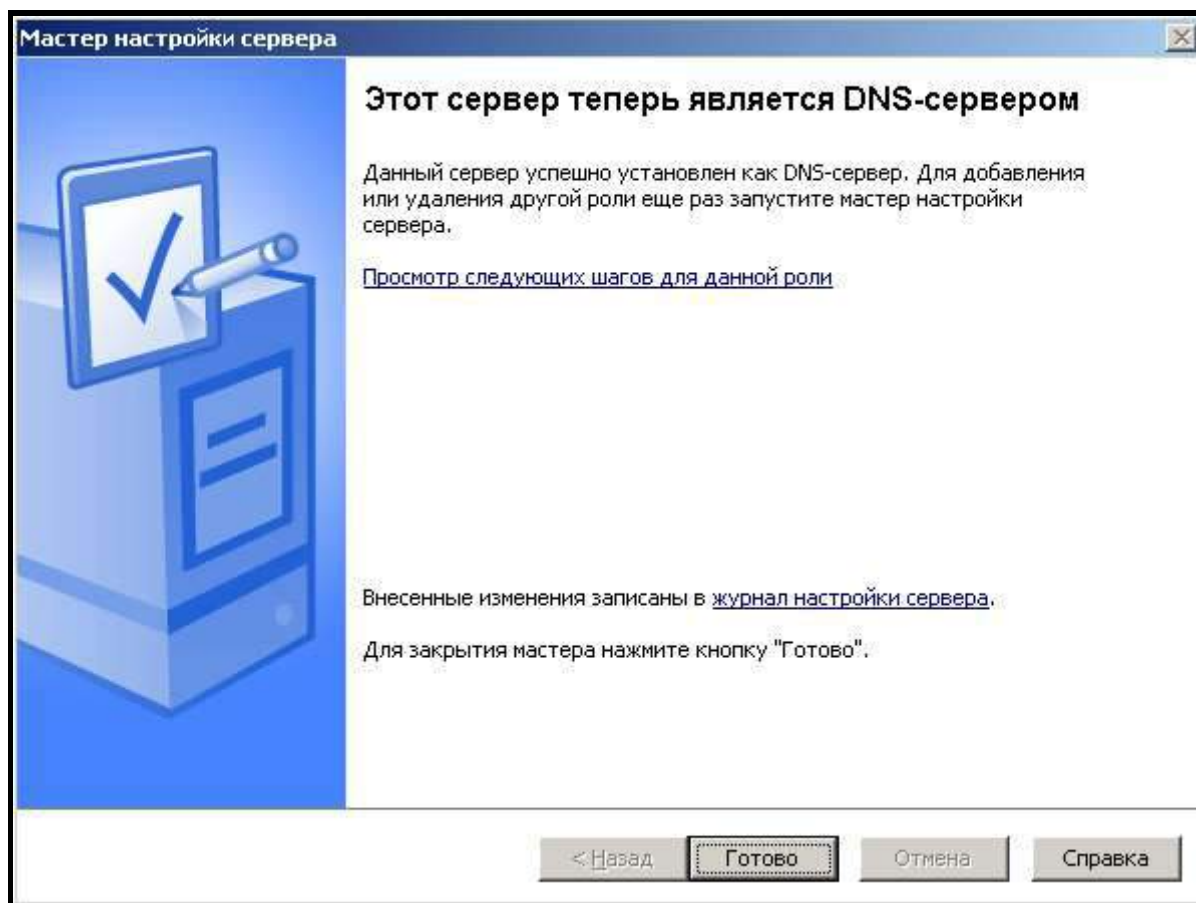 Мастер настройки сервера
Этот сервер теперь является DNS-сервером
Данный сервер успешно установлен как DNS-сервер. Для добавления
или удаления другой роли еще раз запустите мастер настройки
сервера.
Просмотр следующих шагов для данной роли
Внесенные изменения записаны в журнал настройки сервера.
Для закрытия мастера нажмите кнопку "Готово".
< Назад Готово Отмена Справка